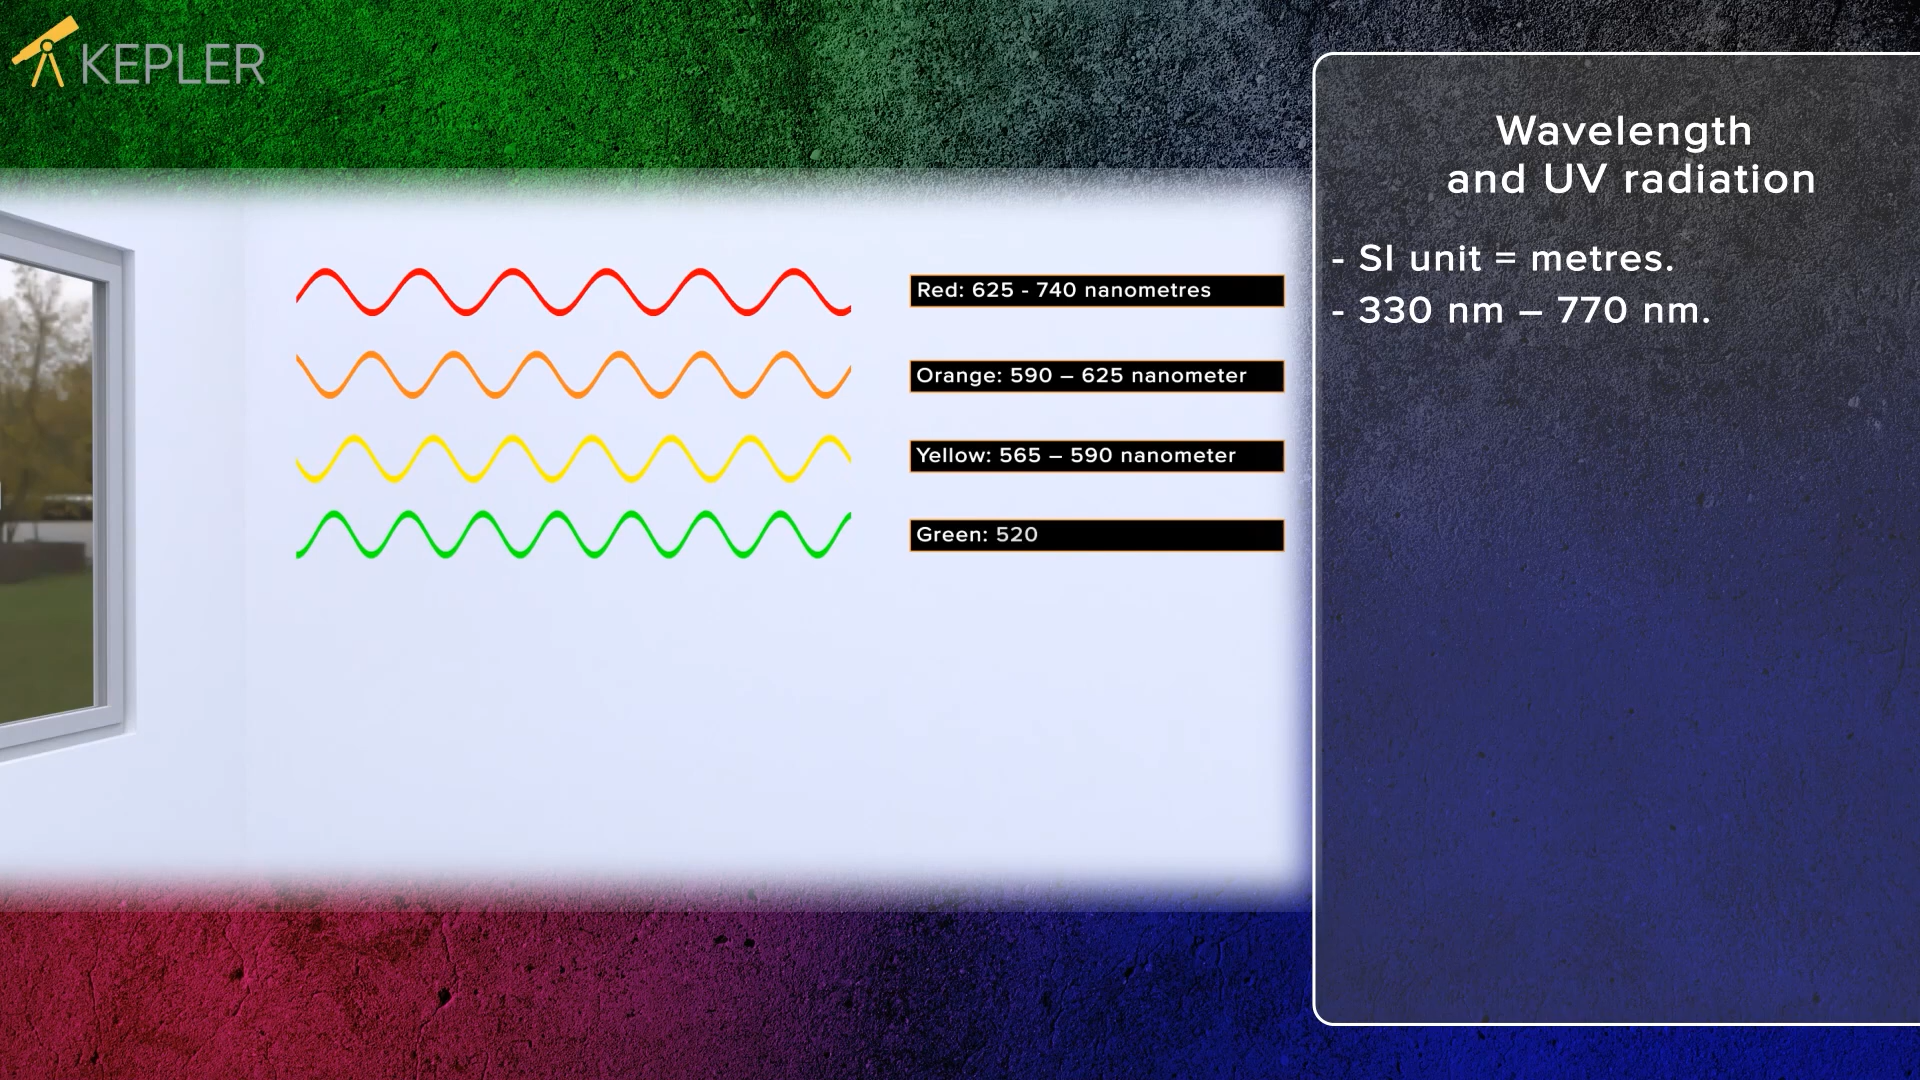 KEPLER
Wavelength
and UV radiation
- SI unit = metres.
- 330 nm – 770 nm.
Red: 625 - 740 nanometres
Orange: 590 – 625 nanometer
Yellow: 565 – 590 nanometer
Green: 520